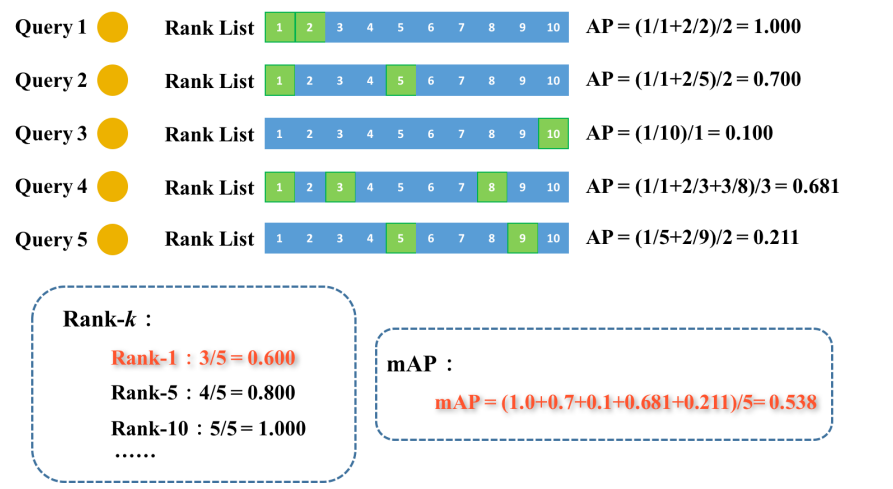 Query 1 Rank List 1 2 3 4 5 6 7 8 9 10 AP = (1/1+2/2)/2 = 1.000
Query 2 Rank List 1 2 3 4 5 6 7 8 9 10 AP = (1/1+2/5)/2 = 0.700
Query 3 Rank List 1 2 3 4 5 6 7 8 9 10 AP = (1/10)/1 = 0.100
Query 4 Rank List 1 2 3 4 5 6 7 8 9 10 AP = (1/1+2/3+3/8)/3 = 0.681
Query 5 Rank List 1 2 3 4 5 6 7 8 9 10 AP = (1/5+2/9)/2 = 0.211
Rank-k：
Rank-1：3/5 = 0.600
Rank-5：4/5 = 0.800
Rank-10：5/5 = 1.000
……
mAP：
mAP = (1.0+0.7+0.1+0.681+0.211)/5= 0.538